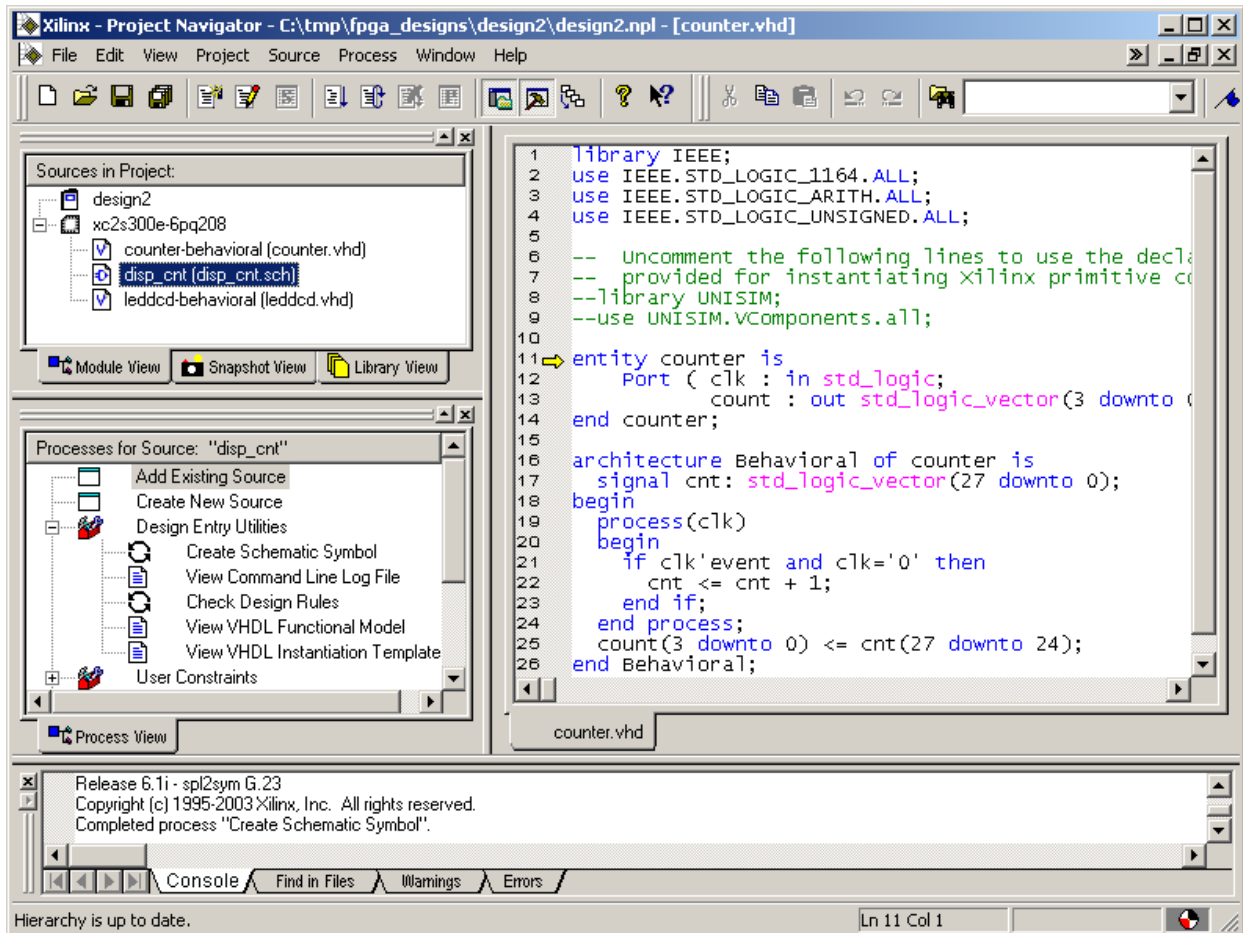 Xilinx - Project Navigator - C:\tmp\fpga_designs\design2\design2.npl - [counter.vhd]
File Edit View Project Source Process Window Help
Sources in Project:
design2
xc2s300e-6pq208
counter-behavioral (counter.vhd)
disp_cnt (disp_cnt.sch)
leddcd-behavioral (leddcd.vhd)
Module View Snapshot View Library View
Processes for Source: "disp_cnt"
Add Existing Source
Create New Source
Design Entry Utilities
Create Schematic Symbol
View Command Line Log File
Check Design Rules
View VHDL Functional Model
View VHDL Instantiation Template
User Constraints
Process View
1 library IEEE;
2 use IEEE.STD_LOGIC_1164.ALL;
3 use IEEE.STD_LOGIC_ARITH.ALL;
4 use IEEE.STD_LOGIC_UNSIGNED.ALL;
5
6 --  Uncomment the following lines to use the decla
7 --  provided for instantiating Xilinx primitive co
8 --library UNISIM;
9 --use UNISIM.VComponents.all;
10
11 entity counter is
12     Port ( clk : in std_logic;
13            count : out std_logic_vector(3 downto 0
14 end counter;
15
16 architecture Behavioral of counter is
17   signal cnt: std_logic_vector(27 downto 0);
18 begin
19   process(clk)
20   begin
21     if clk'event and clk='0' then
22       cnt <= cnt + 1;
23     end if;
24   end process;
25   count(3 downto 0) <= cnt(27 downto 24);
26 end Behavioral;
counter.vhd
Release 6.1i - spl2sym G.23
Copyright (c) 1995-2003 Xilinx, Inc.  All rights reserved.
Completed process "Create Schematic Symbol".
Console Find in Files Warnings Errors
Hierarchy is up to date. Ln 11 Col 1